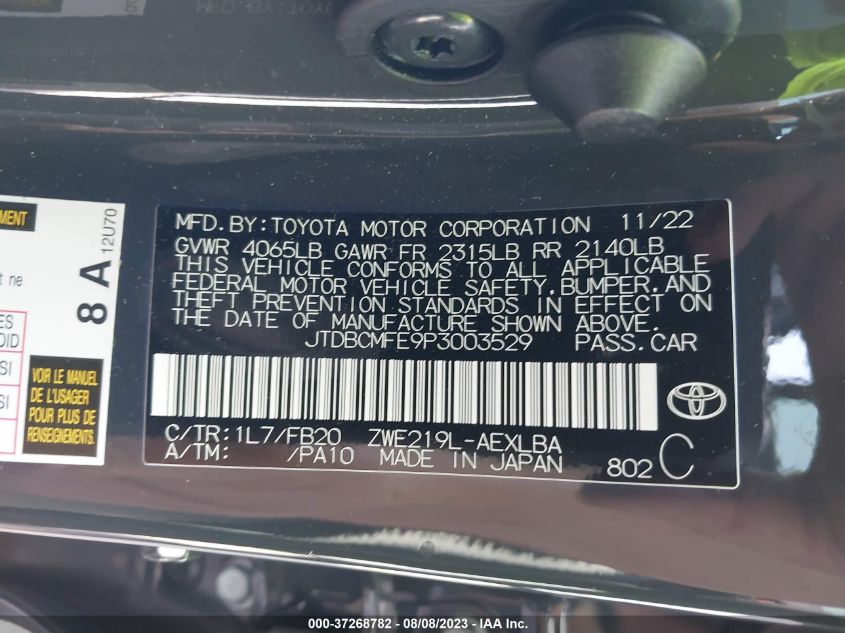 MFD.BY:TOYOTA MOTOR CORPORATION 11/22
GVWR 4065LB GAWR FR 2315LB RR 2140LB
THIS VEHICLE CONFORMS TO ALL APPLICABLE
FEDERAL MOTOR VEHICLE SAFETY,BUMPER,AND
THEFT PREVENTION STANDARDS IN EFFECT ON
THE DATE OF MANUFACTURE SHOWN ABOVE.
JTDBCMFE9P3003529 PASS.CAR
C/TR:1L7/FB20 ZWE219L-AEXLBA
A/TM: /PA10 MADE IN JAPAN 802 C
8 A
12U70
VOIR LE MANUEL
DE L'USAGER
POUR PLUS DE
RENSEIGNEMENTS
000-37268782 - 08/08/2023 - IAA Inc.